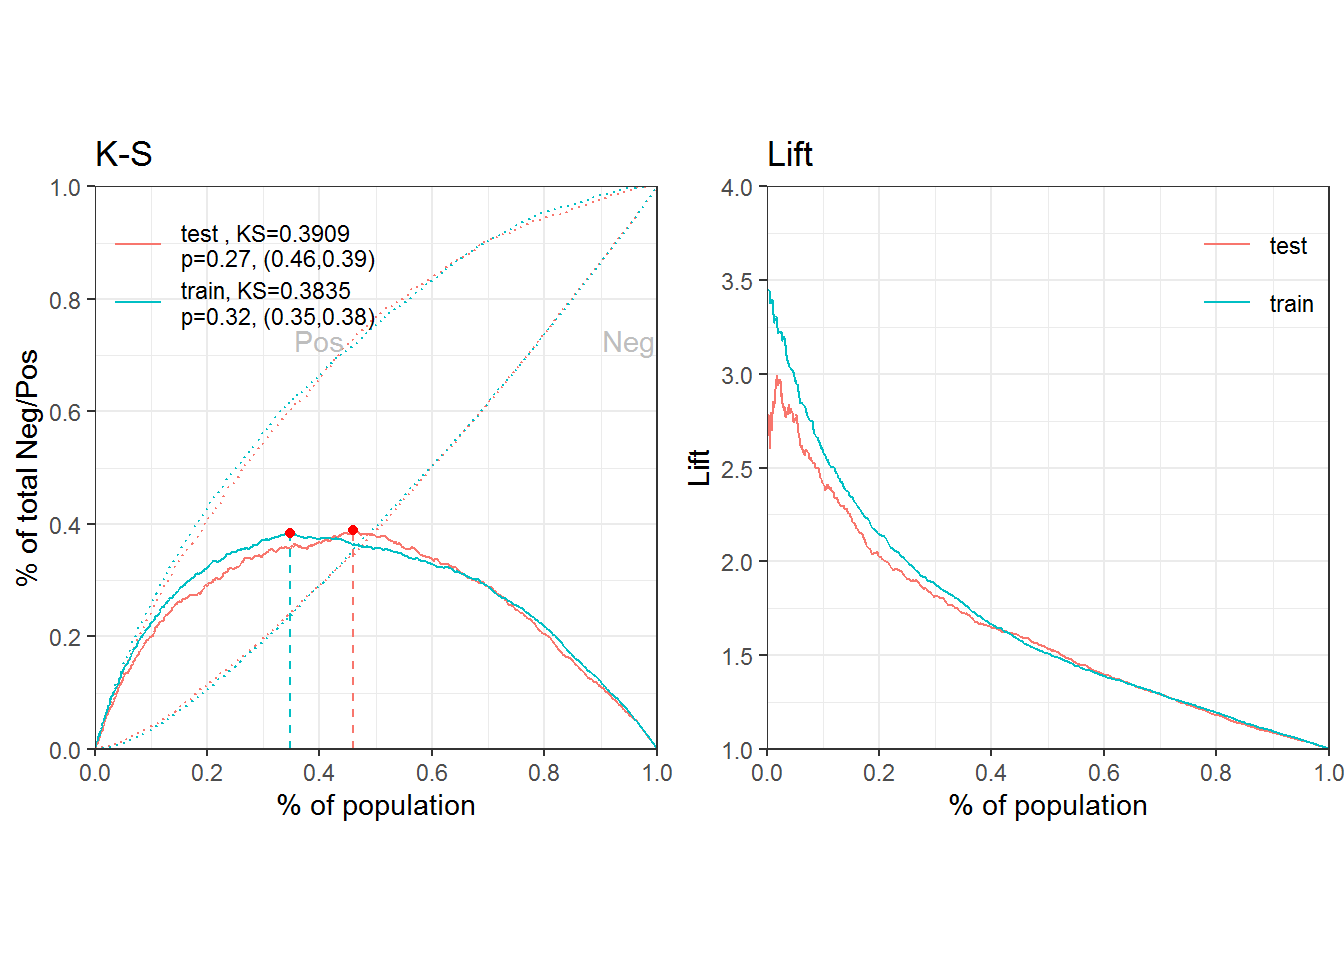 K-S
1.0
0.8
0.6
0.4
0.2
0.0
% of total Neg/Pos
test , KS=0.3909
p=0.27, (0.46,0.39)
train, KS=0.3835
p=0.32, (0.35,0.38)
Pos
Neg
0.0 0.2 0.4 0.6 0.8 1.0
% of population
Lift
4.0
3.5
3.0
2.5
2.0
1.5
1.0
Lift
test
train
0.0 0.2 0.4 0.6 0.8 1.0
% of population